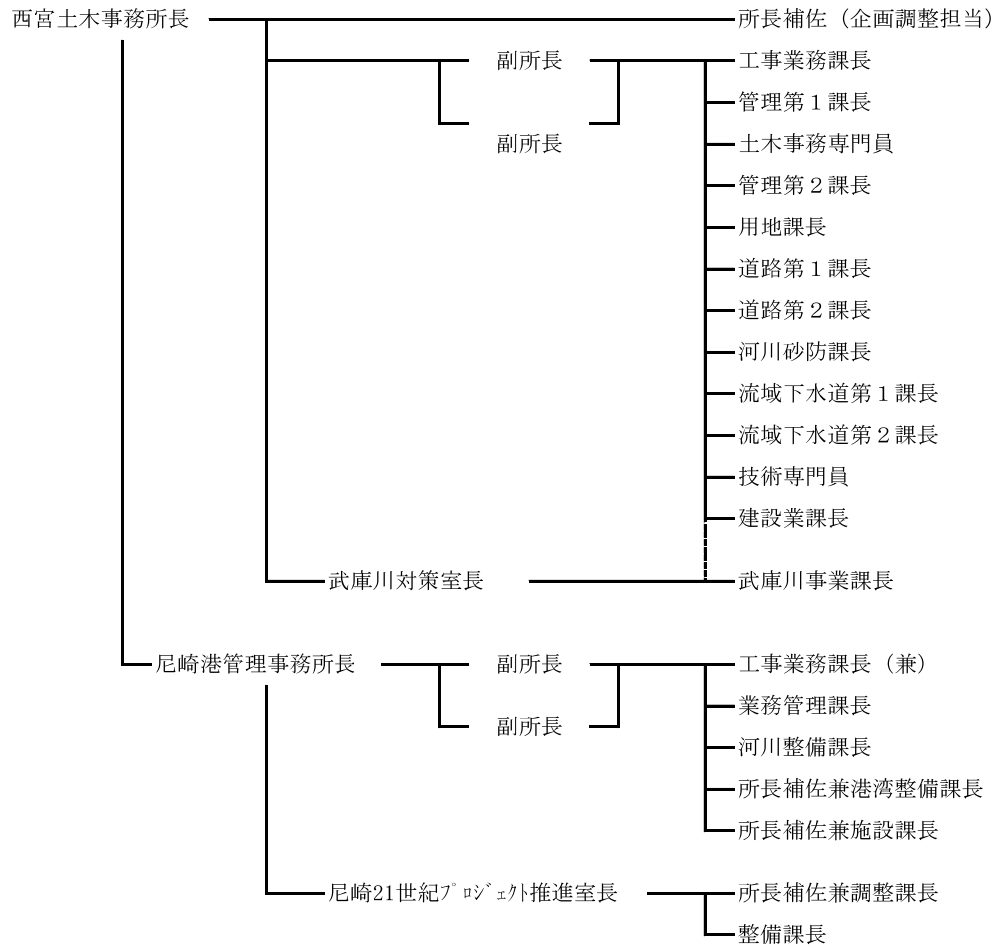 西宮土木事務所長 所長補佐（企画調整担当）
副所長 工事業務課長
管理第１課長
副所長 土木事務専門員
管理第２課長
用地課長
道路第１課長
道路第２課長
河川砂防課長
流域下水道第１課長
流域下水道第２課長
技術専門員
建設業課長
武庫川対策室長 武庫川事業課長
尼崎港管理事務所長 副所長 工事業務課長（兼）
業務管理課長
副所長
河川整備課長
所長補佐兼港湾整備課長
所長補佐兼施設課長
尼崎21世紀ﾌﾟﾛｼﾞｪｸﾄ推進室長 所長補佐兼調整課長
整備課長